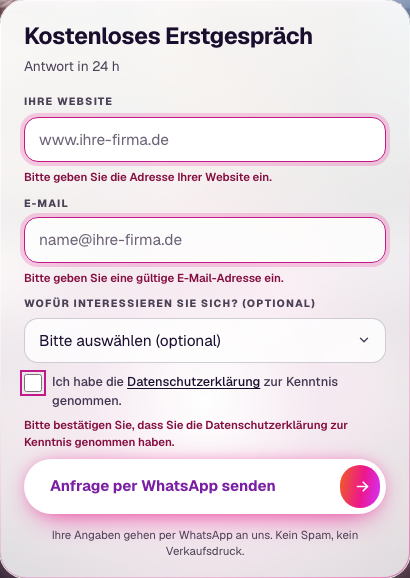 Kostenloses Erstgespräch
Antwort in 24 h
IHRE WEBSITE
www.ihre-firma.de
Bitte geben Sie die Adresse Ihrer Website ein.
E-MAIL
name@ihre-firma.de
Bitte geben Sie eine gültige E-Mail-Adresse ein.
WOFÜR INTERESSIEREN SIE SICH? (OPTIONAL)
Bitte auswählen (optional)
Ich habe die Datenschutzerklärung zur Kenntnis
genommen.
Bitte bestätigen Sie, dass Sie die Datenschutzerklärung zur
Kenntnis genommen haben.
Anfrage per WhatsApp senden
Ihre Angaben gehen per WhatsApp an uns. Kein Spam, kein
Verkaufsdruck.